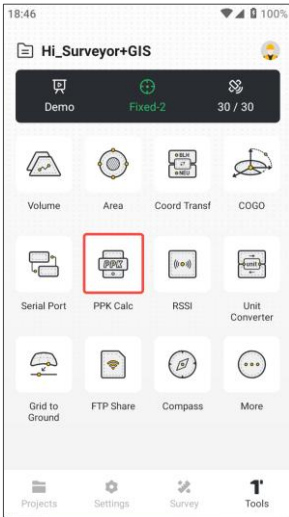 18:46 100%
Hi_Surveyor+GIS
Demo Fixed-2 30 / 30
BLH
NEU
Volume Area Coord Transf COGO
PPK
unit
Serial Port PPK Calc RSSI Unit
Converter
Grid to
Ground FTP Share Compass More
Projects Settings Survey Tools